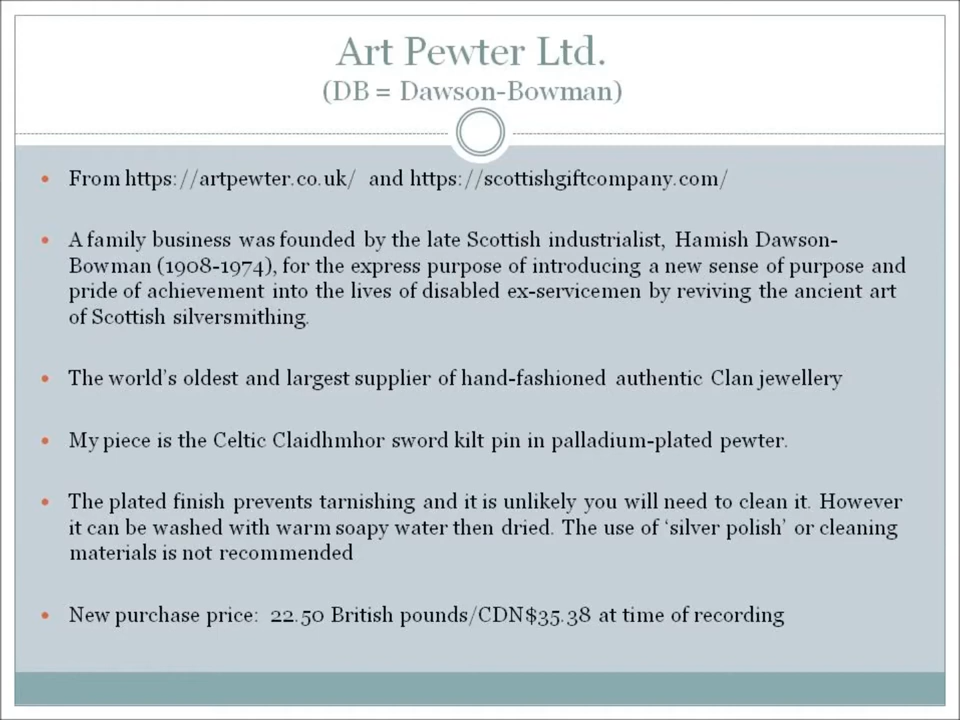 Art Pewter Ltd.
(DB = Dawson-Bowman)
• From https://artpewter.co.uk/ and https://scottishgiftcompany.com/
• A family business was founded by the late Scottish industrialist, Hamish Dawson-
Bowman (1908-1974), for the express purpose of introducing a new sense of purpose and
pride of achievement into the lives of disabled ex-servicemen by reviving the ancient art
of Scottish silversmithing.
• The world's oldest and largest supplier of hand-fashioned authentic Clan jewellery
• My piece is the Celtic Claidhmhor sword kilt pin in palladium-plated pewter.
• The plated finish prevents tarnishing and it is unlikely you will need to clean it. However
it can be washed with warm soapy water then dried. The use of ‘silver polish’ or cleaning
materials is not recommended
• New purchase price: 22.50 British pounds/CDN$35.38 at time of recording